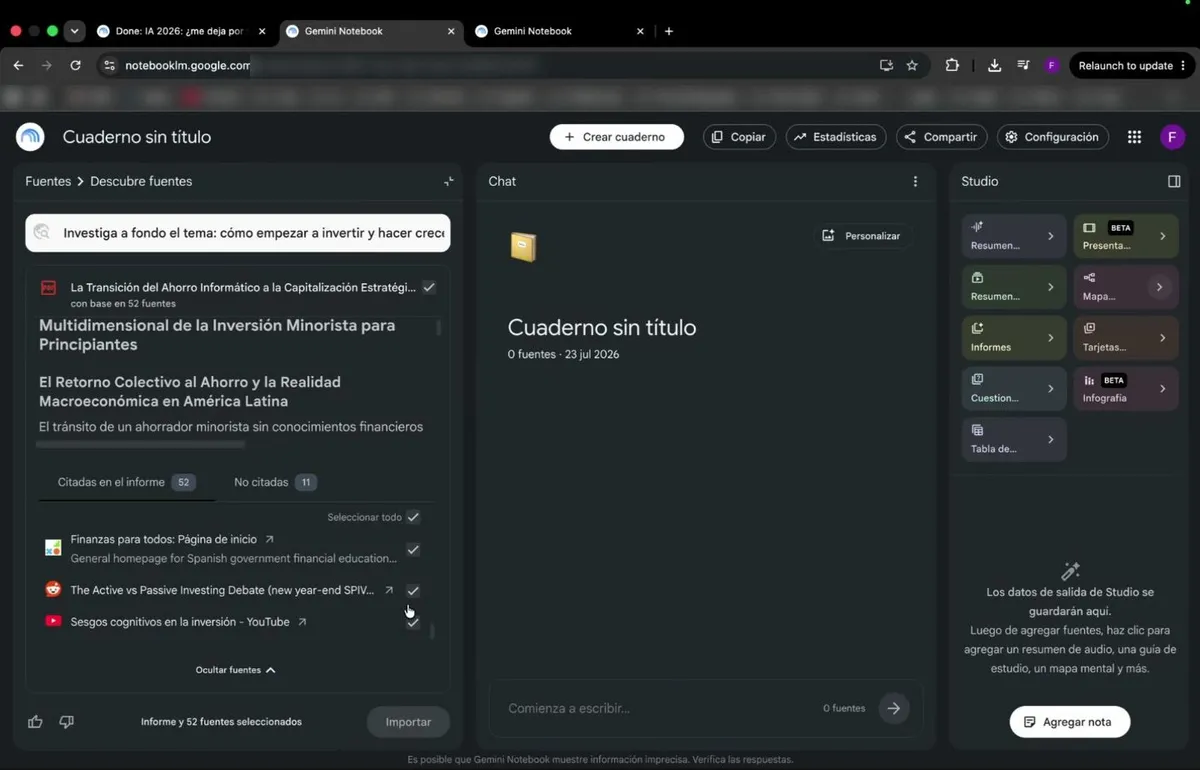 Done: IA 2026: ¿me deja por
Gemini Notebook
Gemini Notebook
notebooklm.google.com
F
Relaunch to update
Cuaderno sin título
Crear cuaderno
Copiar
Estadísticas
Compartir
Configuración
F
Fuentes > Descubre fuentes
Investiga a fondo el tema: cómo empezar a invertir y hacer crec
La Transición del Ahorro Informático a la Capitalización Estratégi...
con base en 52 fuentes
Multidimensional de la Inversión Minorista para
Principiantes
El Retorno Colectivo al Ahorro y la Realidad
Macroeconómica en América Latina
El tránsito de un ahorrador minorista sin conocimientos financieros
Citadas en el informe 52
No citadas 11
Seleccionar todo
Finanzas para todos: Página de inicio
General homepage for Spanish government financial education...
The Active vs Passive Investing Debate (new year-end SPIV...
Sesgos cognitivos en la inversión - YouTube
Ocultar fuentes
Informe y 52 fuentes seleccionados
Importar
Chat
Personalizar
Cuaderno sin título
0 fuentes · 23 jul 2026
Comienza a escribir...
0 fuentes
Studio
Resumen...
BETA
Presenta...
Resumen...
Mapa...
Informes
Tarjetas...
Cuestion...
BETA
Infografía
Tabla de...
Los datos de salida de Studio se
guardarán aquí.
Luego de agregar fuentes, haz clic para
agregar un resumen de audio, una guía de
estudio, un mapa mental y más.
Agregar nota
Es posible que Gemini Notebook muestre información imprecisa. Verifica las respuestas.